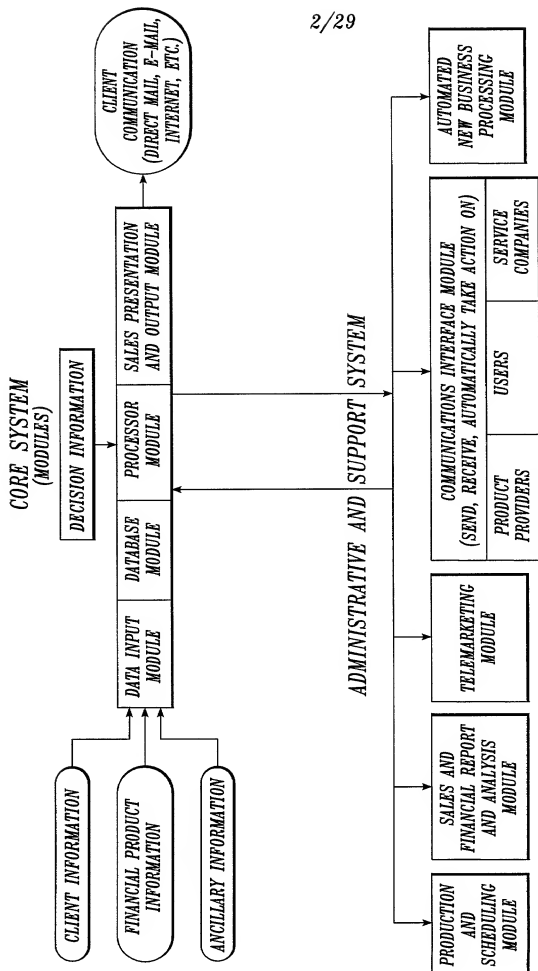 2/29
CORE SYSTEM
(MODULES)
DECISION INFORMATION
CLIENT INFORMATION
FINANCIAL PRODUCT
INFORMATION
ANCILLARY INFORMATION
DATA INPUT
MODULE
DATABASE
MODULE
PROCESSOR
MODULE
SALES PRESENTATION
AND OUTPUT MODULE
CLIENT
COMMUNICATION
(DIRECT MAIL, E-MAIL,
INTERNET, ETC.)
ADMINISTRATIVE AND SUPPORT SYSTEM
PRODUCTION
AND
SCHEDULING
MODULE
SALES AND
FINANCIAL REPORT
AND ANALYSIS
MODULE
TELEMARKETING
MODULE
COMMUNICATIONS INTERFACE MODULE
(SEND, RECEIVE, AUTOMATICALLY TAKE ACTION ON)
PRODUCT
PROVIDERS
USERS
SERVICE
COMPANIES
AUTOMATED
NEW BUSINESS
PROCESSING
MODULE